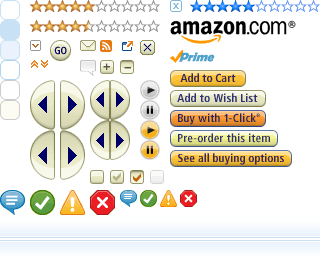 amazon.com®
GO
Prime
Add to Cart
Add to Wish List
Buy with 1-Click®
Pre-order this item
See all buying options